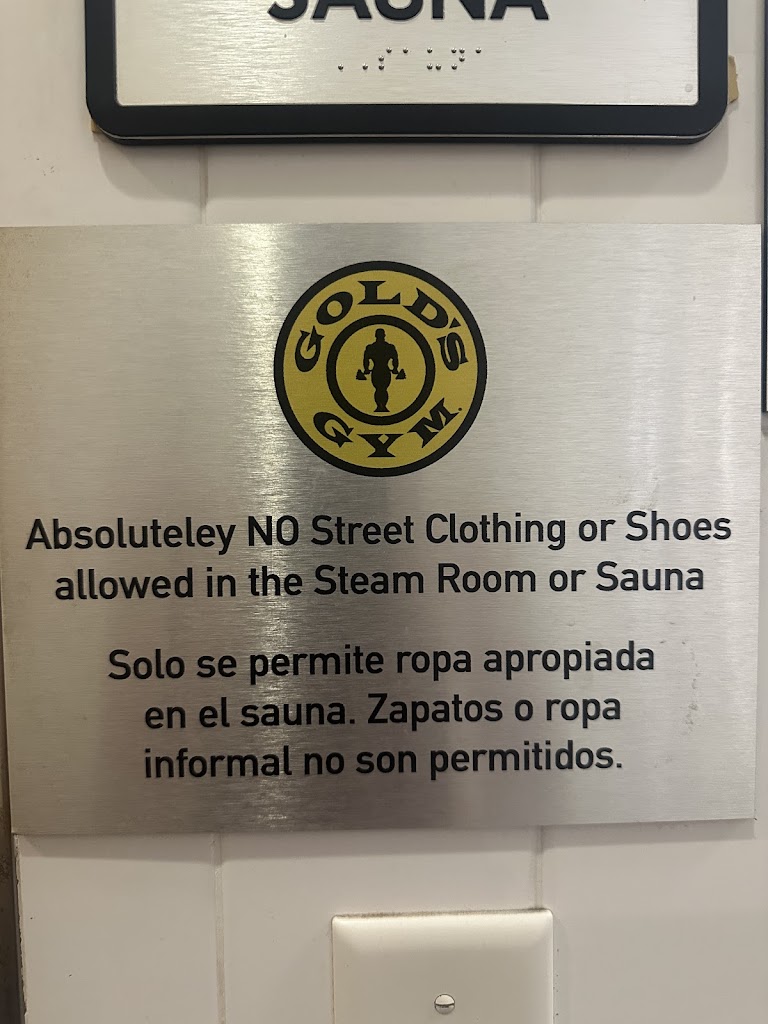 SAUNA
GOLD'S
GYM.
Absoluteley NO Street Clothing or Shoes
allowed in the Steam Room or Sauna
Solo se permite ropa apropiada
en el sauna. Zapatos o ropa
informal no son permitidos.